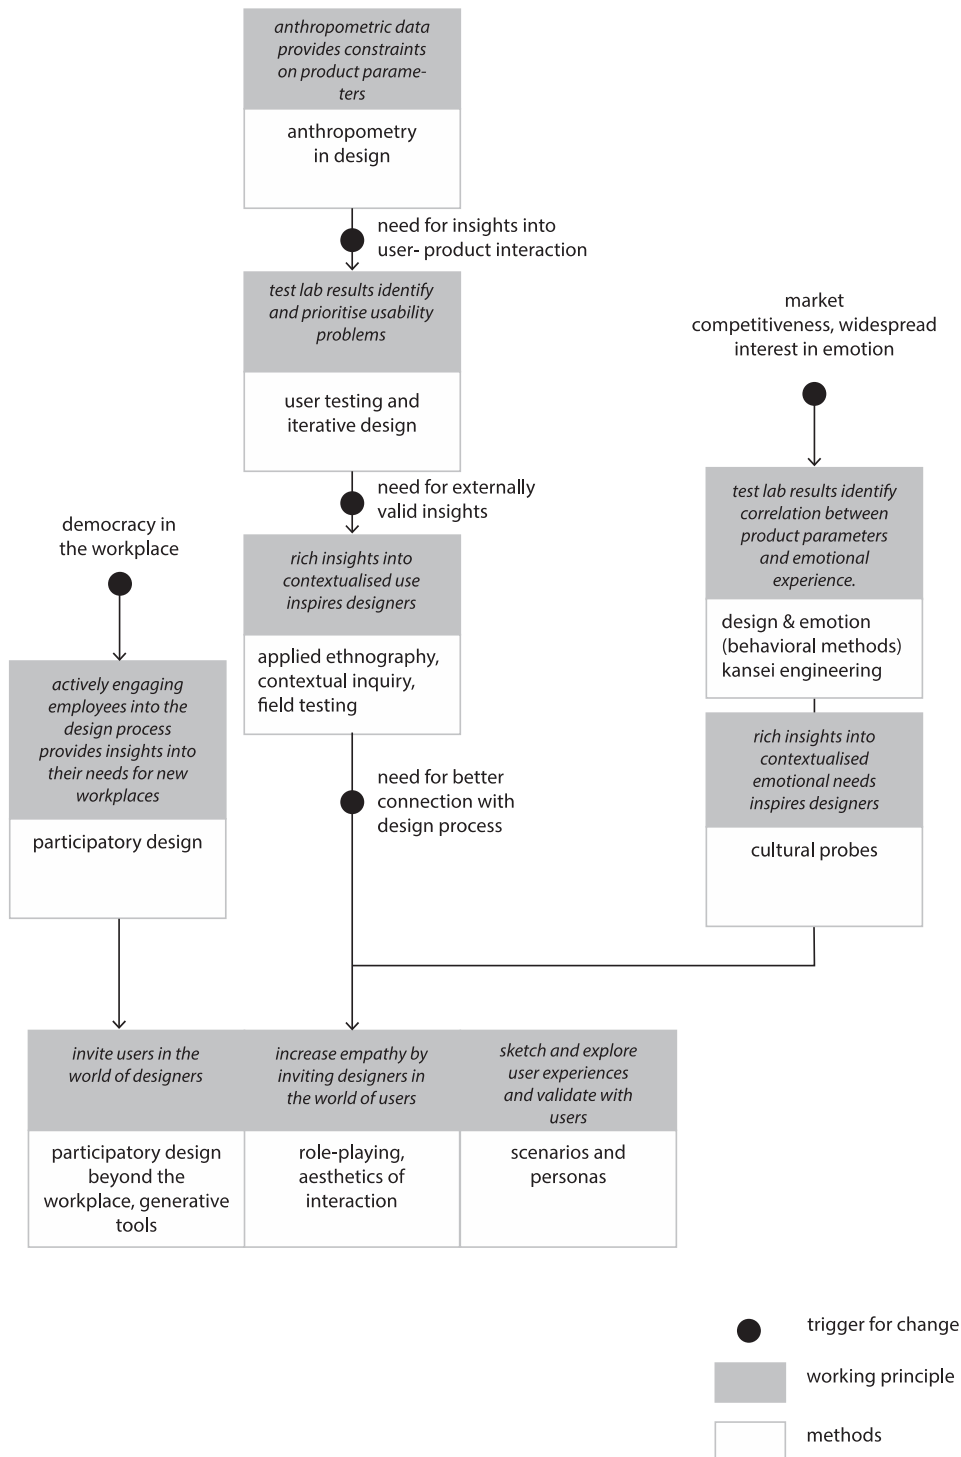 anthropometric data
provides constraints
on product parame-
ters
anthropometry
in design
need for insights into
user- product interaction
test lab results identify
and prioritise usability
problems
user testing and
iterative design
need for externally
valid insights
rich insights into
contextualised use
inspires designers
applied ethnography,
contextual inquiry,
field testing
need for better
connection with
design process
democracy in
the workplace
actively engaging
employees into the
design process
provides insights into
their needs for new
workplaces
participatory design
market
competitiveness, widespread
interest in emotion
test lab results identify
correlation between
product parameters
and emotional
experience.
design & emotion
(behavioral methods)
kansei engineering
rich insights into
contextualised
emotional needs
inspires designers
cultural probes
invite users in the
world of designers
participatory design
beyond the
workplace, generative
tools
increase empathy by
inviting designers in
the world of users
role-playing,
aesthetics of
interaction
sketch and explore
user experiences
and validate with
users
scenarios and
personas
trigger for change
working principle
methods